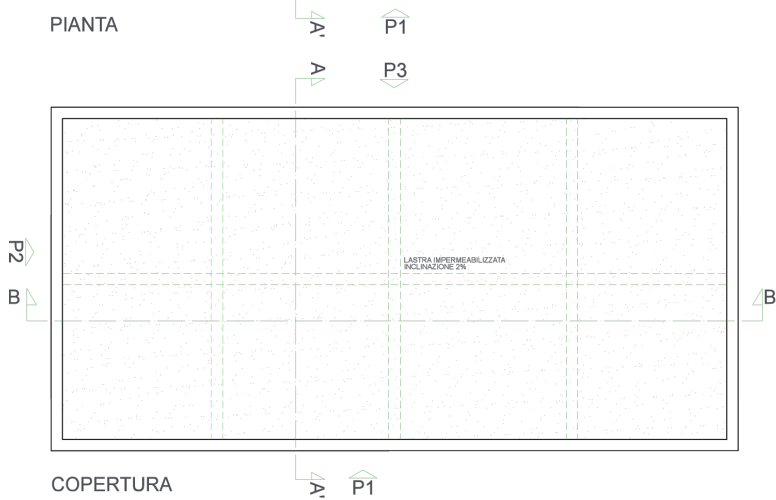 PIANTA
A'
P1
A
P3
P2
LASTRA IMPERMEABILIZZATA
INCLINAZIONE 2%
B
B
COPERTURA
A'
P1